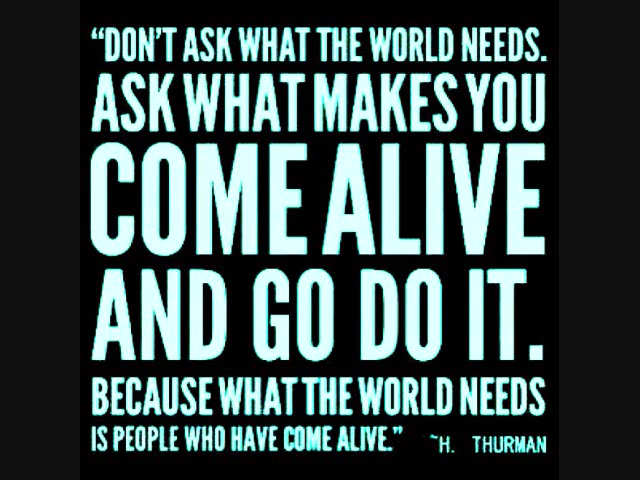 “DON’T ASK WHAT THE WORLD NEEDS.
ASK WHAT MAKES YOU
COME ALIVE
AND GO DO IT.
BECAUSE WHAT THE WORLD NEEDS
IS PEOPLE WHO HAVE COME ALIVE.” ~H. THURMAN